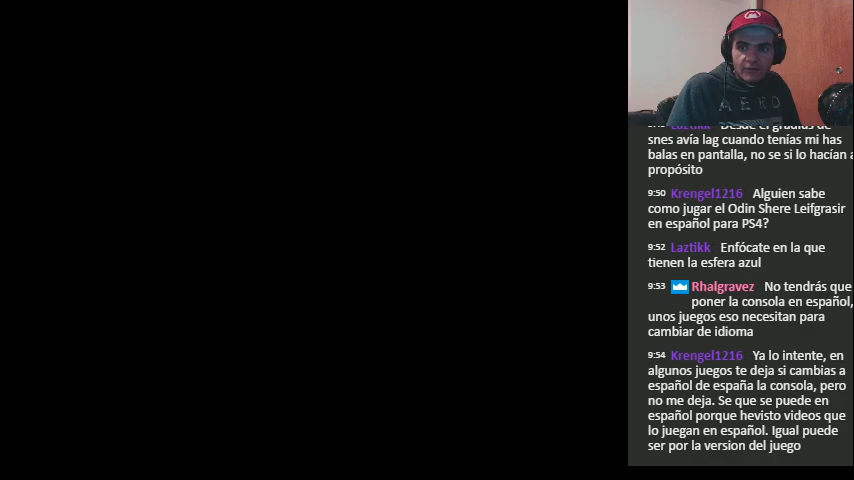 AERO
Laztikk Desde el gradius de
snes avía lag cuando tenías mi has
balas en pantalla, no se si lo hacían a
propósito
9:50 Krengel1216 Alguien sabe
como jugar el Odin Shere Leifgrasir
en español para PS4?
9:52 Laztikk Enfócate en la que
tienen la esfera azul
9:53 Rhalgravez No tendrás que
poner la consola en español,
unos juegos eso necesitan para
cambiar de idioma
9:54 Krengel1216 Ya lo intente, en
algunos juegos te deja si cambias a
español de españa la consola, pero
no me deja. Se que se puede en
español porque hevisto videos que
lo juegan en español. Igual puede
ser por la version del juego